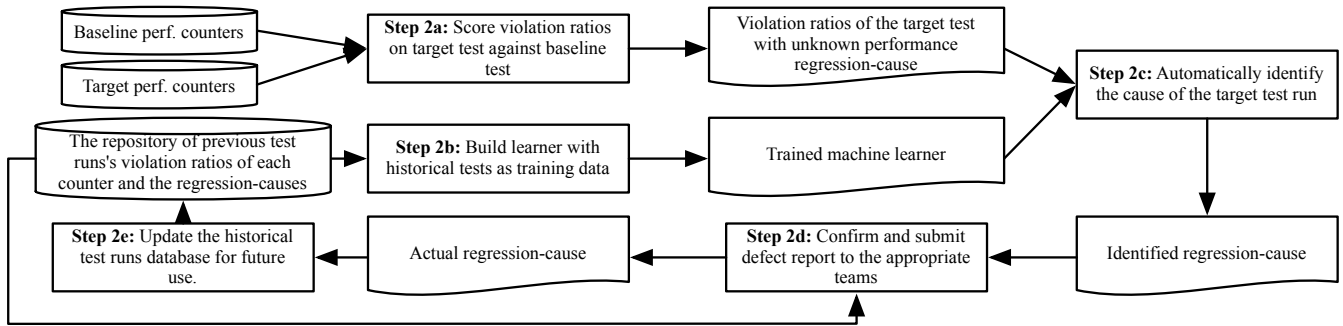 Baseline perf. counters
Target perf. counters
Step 2a: Score violation ratios
on target test against baseline
test
Violation ratios of the target test
with unknown performance
regression-cause
Step 2c: Automatically identify
the cause of the target test run
The repository of previous test
runs's violation ratios of each
counter and the regression-causes
Step 2b: Build learner with
historical tests as training data
Trained machine learner
Step 2e: Update the historical
test runs database for future
use.
Actual regression-cause
Step 2d: Confirm and submit
defect report to the appropriate
teams
Identified regression-cause